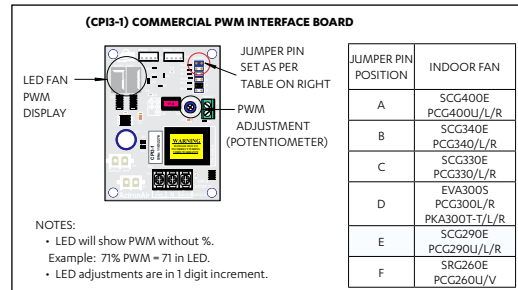 (CPI3-1) COMMERCIAL PWM INTERFACE BOARD
LED FAN
PWM
DISPLAY
JUMPER PIN
SET AS PER
TABLE ON RIGHT
PWM
ADJUSTMENT
(POTENTIOMETER)
WARNING
CPI3-1
NOTES:
• LED will show PWM without %.
Example: 71% PWM = 71 in LED.
• LED adjustments are in 1 digit increment.
JUMPER PIN
POSITION
INDOOR FAN
A
SCG400E
PCG400U/L/R
B
SCG340E
PCG340/L/R
C
SCG330E
PCG330/L/R
D
EVA300S
PCG300L/R
PKA300T-T/L/R
E
SCG290E
PCG290U/L/R
F
SRG260E
PCG260U/V